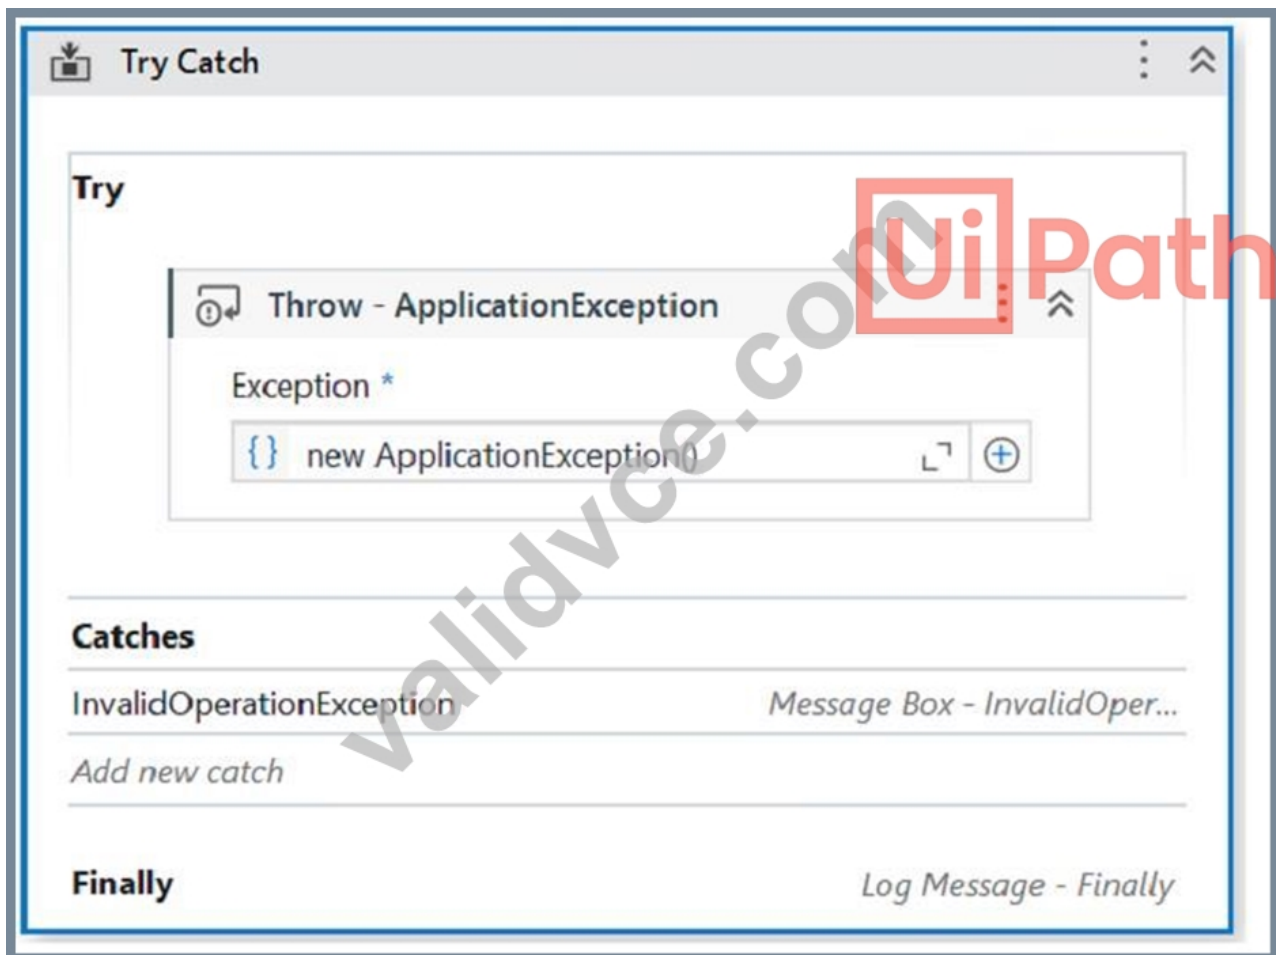 Try Catch
Try
UiPath
Throw - ApplicationException
Exception *
{ } new ApplicationException()
validvce.com
Catches
InvalidOperationException Message Box - InvalidOper...
Add new catch
Finally Log Message - Finally